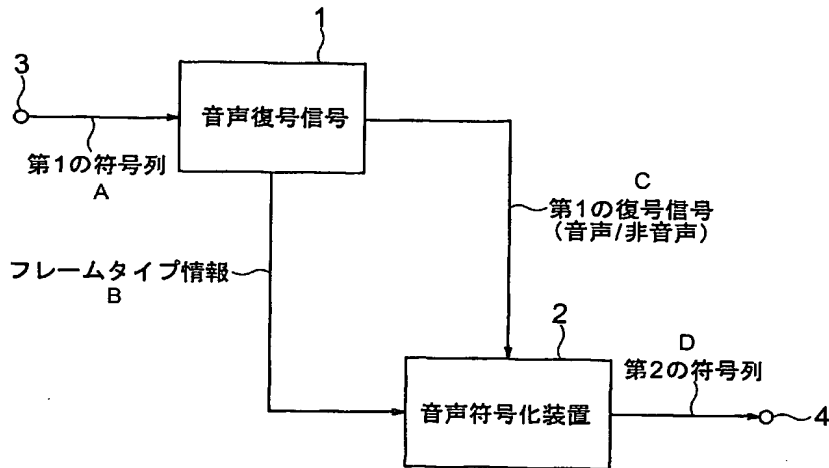 1
3
音声復号信号
第1の符号列
A
C
第1の復号信号
(音声/非音声)
フレームタイプ情報
B
2
D
第2の符号列
音声符号化装置
4